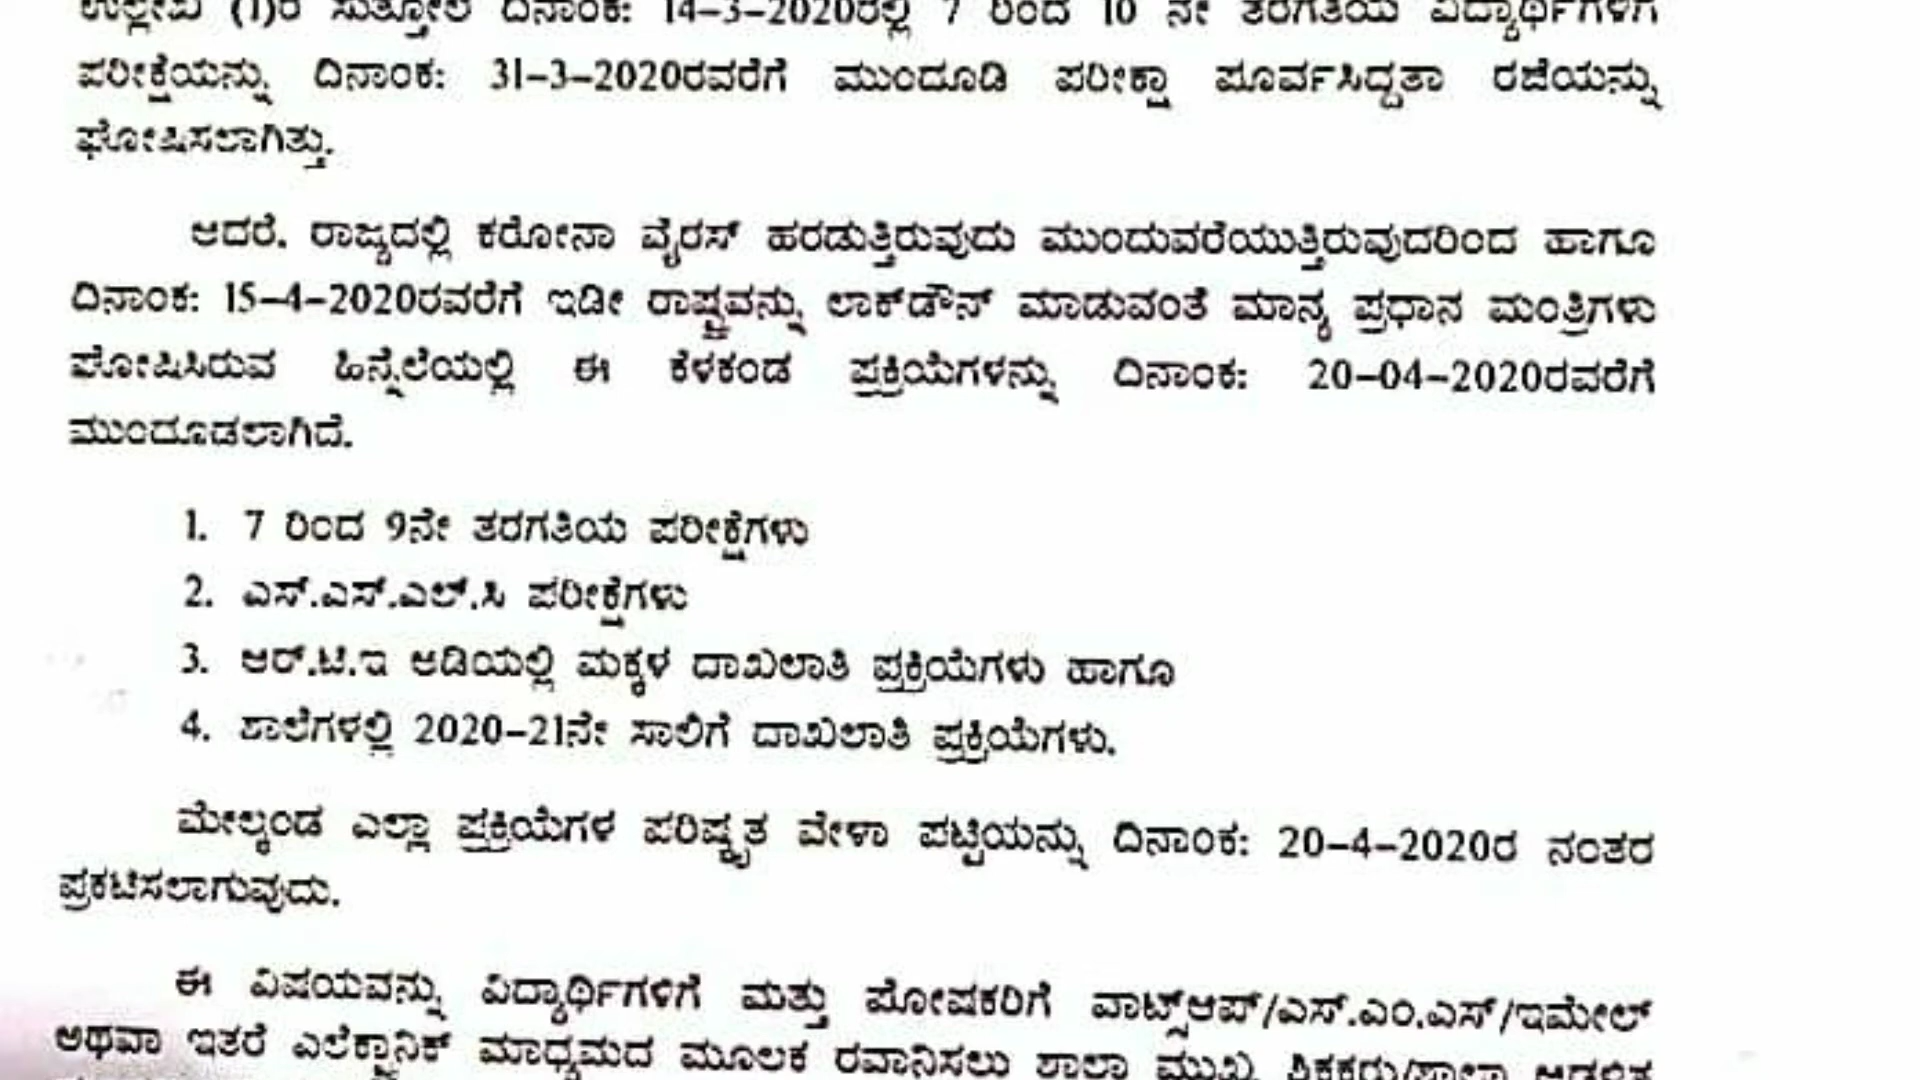 ಉಲ್ಲೇಖ (1)ರ ಸುತ್ತೋಲೆ ದಿನಾಂಕ: 14-3-2020ರಲ್ಲಿ 7 ರಿಂದ 10 ನೇ ತರಗತಿಯ ವಿದ್ಯಾರ್ಥಿಗಳಿಗೆ
ಪರೀಕ್ಷೆಯನ್ನು ದಿನಾಂಕ: 31-3-2020ರವರೆಗೆ ಮುಂದೂಡಿ ಪರೀಕ್ಷಾ ಪೂರ್ವಸಿದ್ದತಾ ರಜೆಯನ್ನು
ಘೋಷಿಸಲಾಗಿತ್ತು.
ಆದರೆ. ರಾಜ್ಯದಲ್ಲಿ ಕರೋನಾ ವೈರಸ್ ಹರಡುತ್ತಿರುವುದು ಮುಂದುವರೆಯುತ್ತಿರುವುದರಿಂದ ಹಾಗೂ
ದಿನಾಂಕ: 15-4-2020ರವರೆಗೆ ಇಡೀ ರಾಷ್ಟ್ರವನ್ನು ಲಾಕ್‌ಡೌನ್ ಮಾಡುವಂತೆ ಮಾನ್ಯ ಪ್ರಧಾನ ಮಂತ್ರಿಗಳು
ಘೋಷಿಸಿರುವ ಹಿನ್ನೆಲೆಯಲ್ಲಿ ಈ ಕೆಳಕಂಡ ಪ್ರಕ್ರಿಯೆಗಳನ್ನು ದಿನಾಂಕ: 20-04-2020ರವರೆಗೆ
ಮುಂದೂಡಲಾಗಿದೆ.
1. 7 ರಿಂದ 9ನೇ ತರಗತಿಯ ಪರೀಕ್ಷೆಗಳು
2. ಎಸ್.ಎಸ್.ಎಲ್.ಸಿ ಪರೀಕ್ಷೆಗಳು
3. ಆರ್.ಟಿ.ಇ ಅಡಿಯಲ್ಲಿ ಮಕ್ಕಳ ದಾಖಲಾತಿ ಪ್ರಕ್ರಿಯೆಗಳು ಹಾಗೂ
4. ಶಾಲೆಗಳಲ್ಲಿ 2020-21ನೇ ಸಾಲಿಗೆ ದಾಖಲಾತಿ ಪ್ರಕ್ರಿಯೆಗಳು.
ಮೇಲ್ಕಂಡ ಎಲ್ಲಾ ಪ್ರಕ್ರಿಯೆಗಳ ಪರಿಷ್ಕೃತ ವೇಳಾ ಪಟ್ಟಿಯನ್ನು ದಿನಾಂಕ: 20-4-2020ರ ನಂತರ
ಪ್ರಕಟಿಸಲಾಗುವುದು.
ಈ ವಿಷಯವನ್ನು ವಿದ್ಯಾರ್ಥಿಗಳಿಗೆ ಮತ್ತು ಪೋಷಕರಿಗೆ ವಾಟ್ಸ್‌ಆಪ್/ಎಸ್.ಎಂ.ಎಸ್/ಇಮೇಲ್
ಅಥವಾ ಇತರೆ ಎಲೆಕ್ಟ್ರಾನಿಕ್ ಮಾಧ್ಯಮದ ಮೂಲಕ ರವಾನಿಸಲು ಶಾಲಾ ಮುಖ್ಯ ಶಿಕ್ಷಕರು/ಶಾಲಾ ಆಡಳಿತ